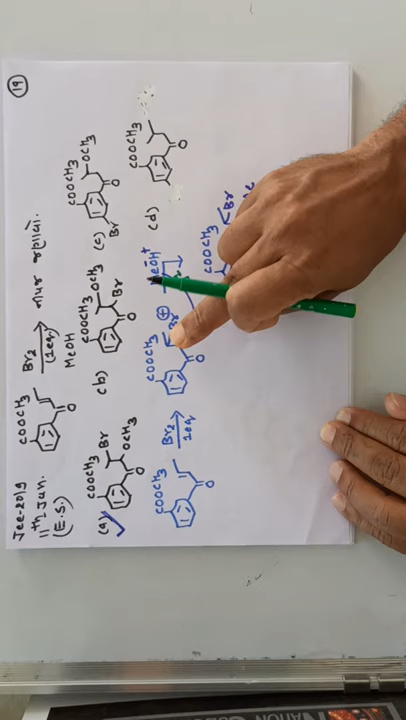 19
Jee-2019
11th Jan.
(E.S)
COOCH3
O
Br2
(1eq)
MeOH
નીપજ જણાવો.
(a)
COOCH3
Br
OCH3
O
(b)
COOCH3
OCH3
Br
O
(c)
COOCH3
OCH3
O
Br
(d)
COOCH3
O
COOCH3
O
Br2
1eq
COOCH3
Br
O
⊕
MeOH
COOCH3
Br